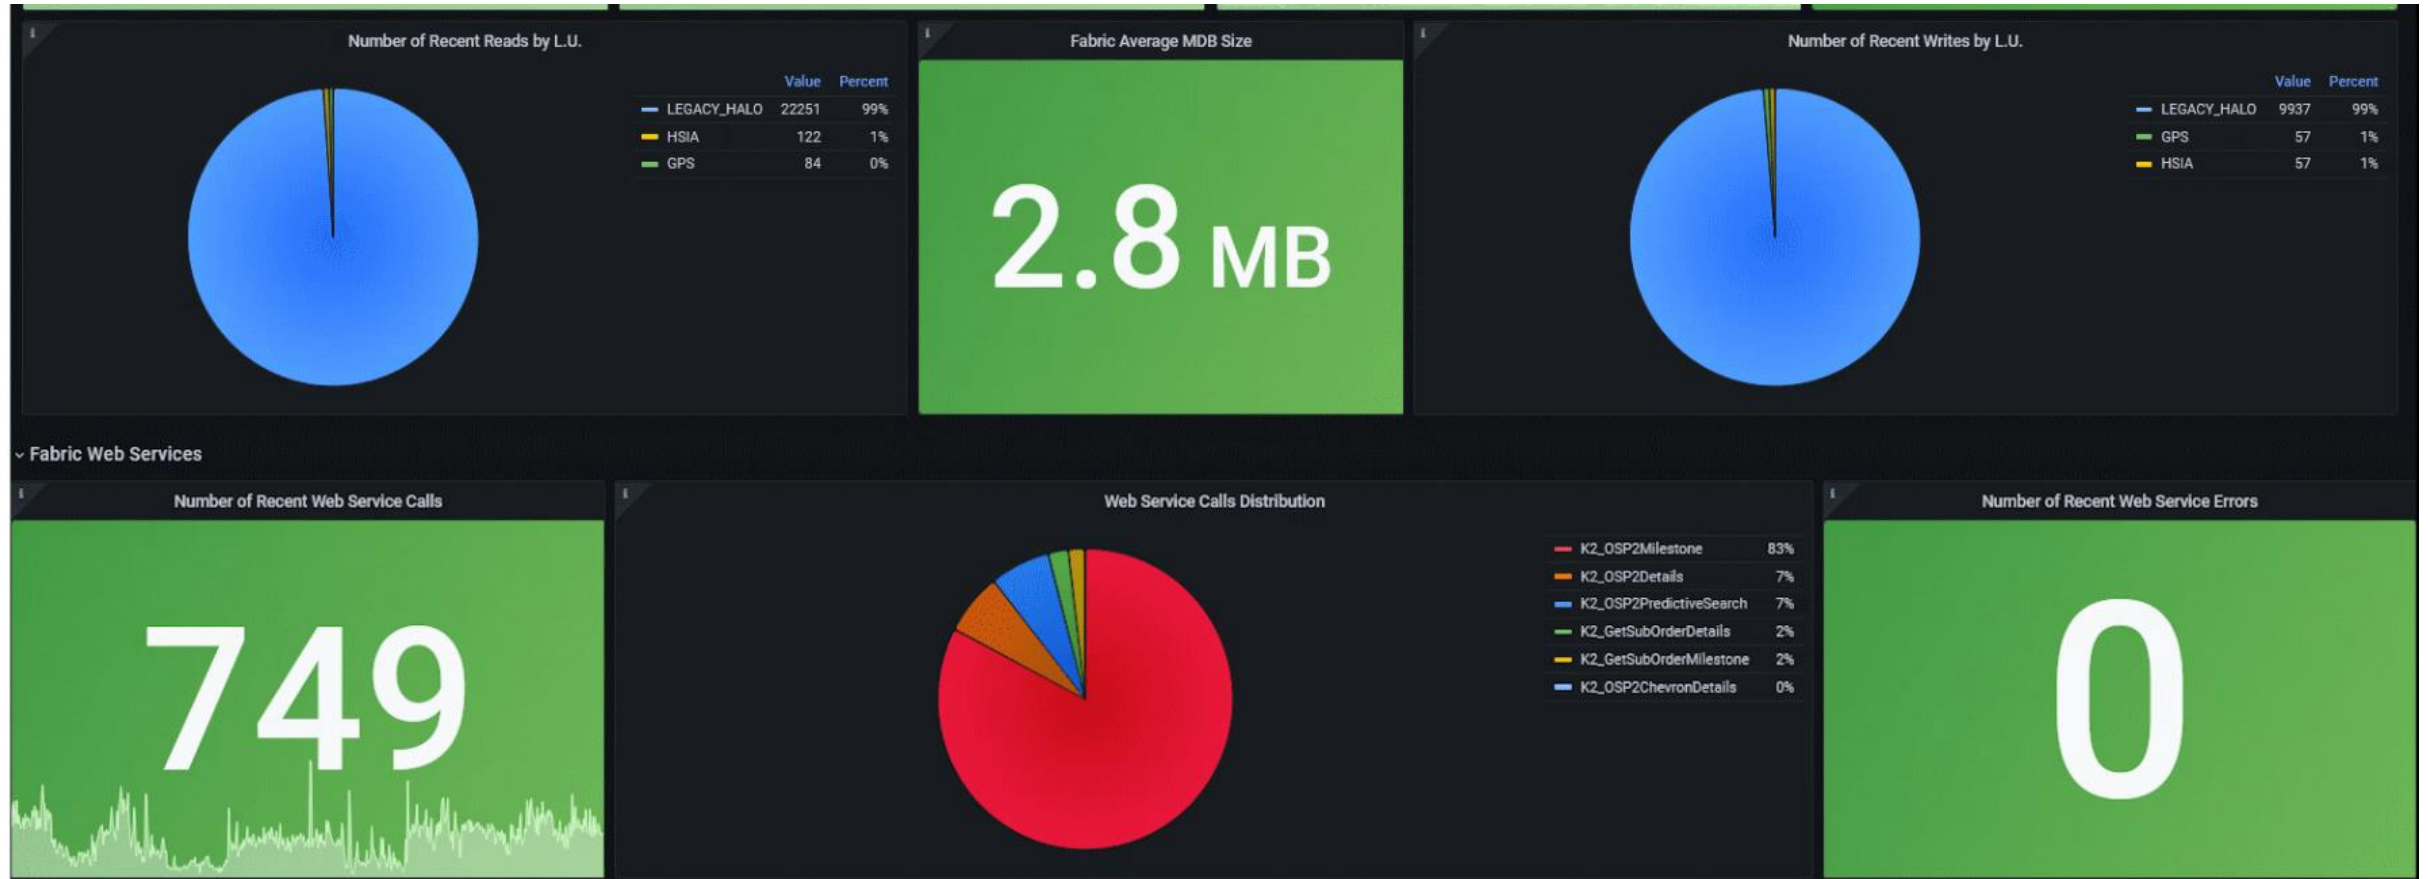 Number of Recent Reads by L.U.
Value Percent
LEGACY_HALO 22251 99%
HSIA 122 1%
GPS 84 0%
Fabric Average MDB Size
2.8 MB
Number of Recent Writes by L.U.
Value Percent
LEGACY_HALO 9937 99%
GPS 57 1%
HSIA 57 1%
Fabric Web Services
Number of Recent Web Service Calls
749
Web Service Calls Distribution
K2_OSP2Milestone 83%
K2_OSP2Details 7%
K2_OSP2PredictiveSearch 7%
K2_GetSubOrderDetails 2%
K2_GetSubOrderMilestone 2%
K2_OSP2ChevronDetails 0%
Number of Recent Web Service Errors
0